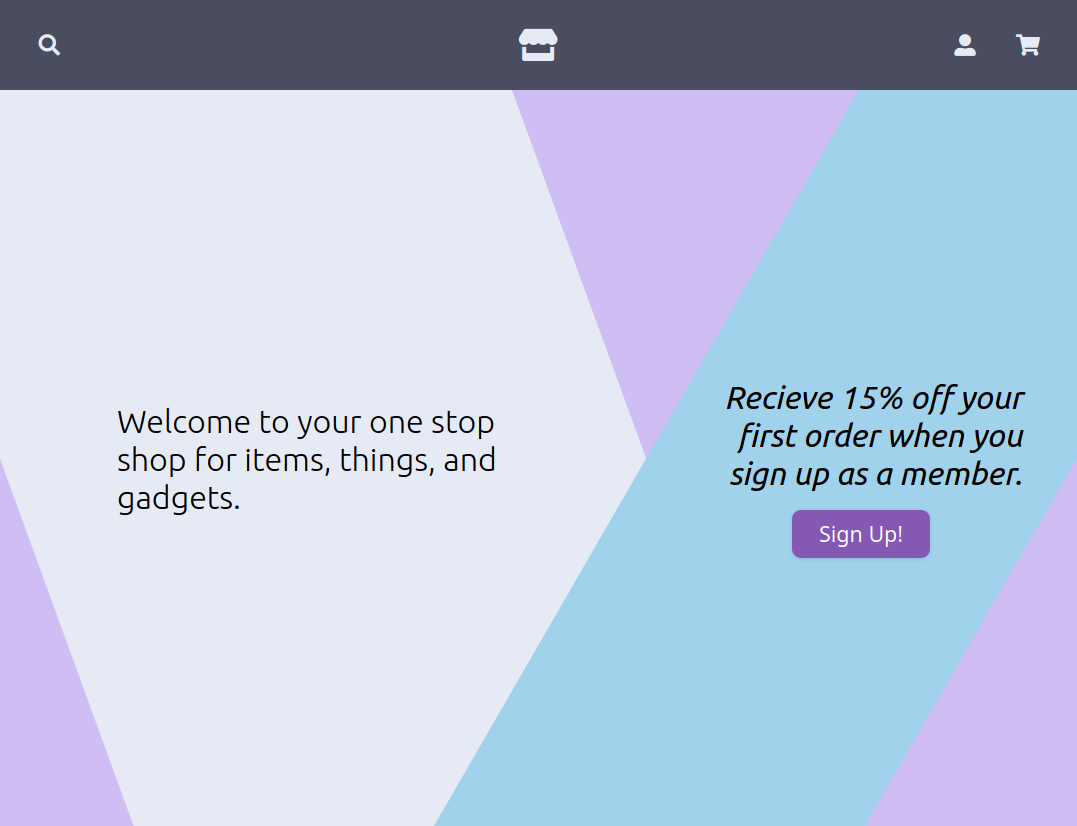 Welcome to your one stop
shop for items, things, and
gadgets.
Recieve 15% off your
first order when you
sign up as a member.
Sign Up!